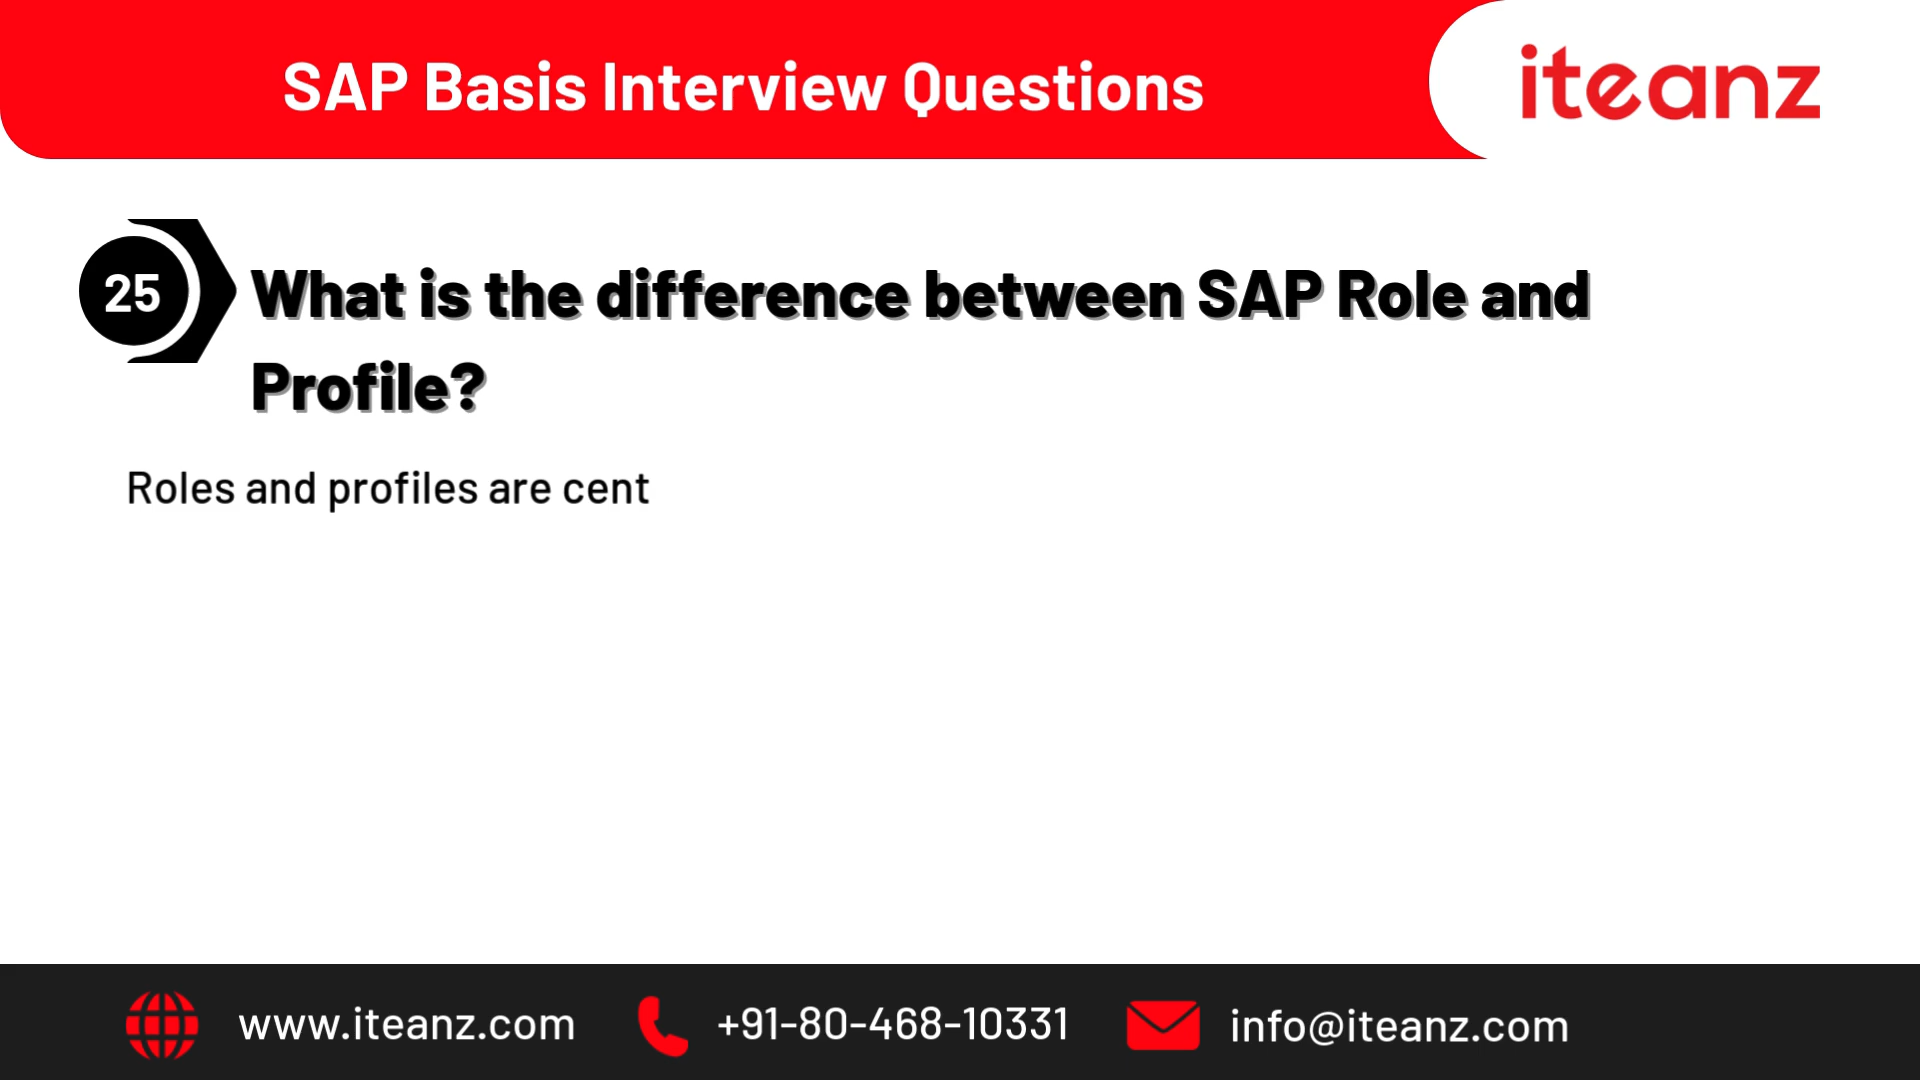 SAP Basis Interview Questions
iteanz
25
What is the difference between SAP Role and
Profile?
Roles and profiles are cent
www.iteanz.com
+91-80-468-10331
info@iteanz.com